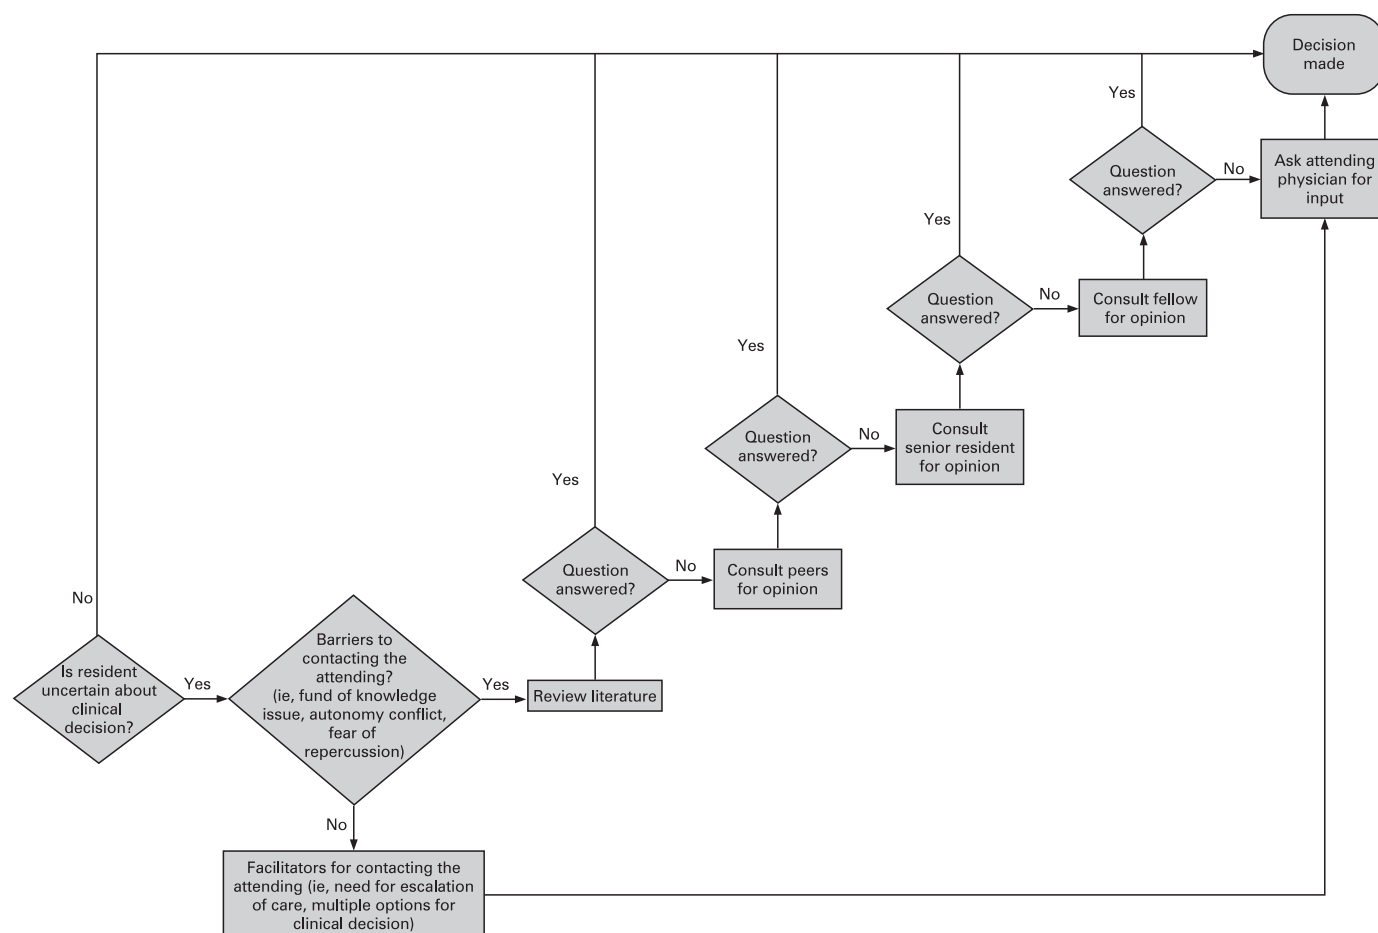 Decision
made
Yes
Question
answered?
No
Ask attending
physician for
input
Yes
Question
answered?
No
Consult fellow
for opinion
Yes
Question
answered?
No
Consult
senior resident
for opinion
Yes
Question
answered?
No
Consult peers
for opinion
No
Is resident
uncertain about
clinical
decision?
Yes
Barriers to
contacting the
attending?
(ie, fund of knowledge
issue, autonomy conflict,
fear of
repercussion)
Yes
Review literature
No
Facilitators for contacting the
attending (ie, need for escalation
of care, multiple options for
clinical decision)